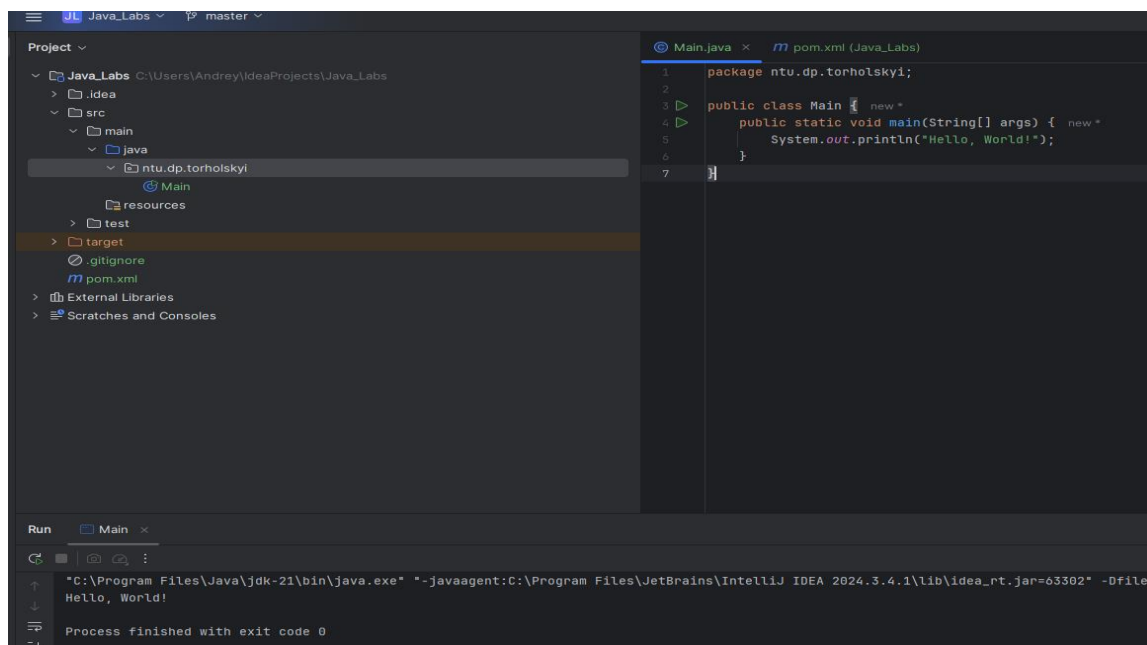 JL Java_Labs master
Project
Java_Labs C:\Users\Andrey\IdeaProjects\Java_Labs
.idea
src
main
java
ntu.dp.torholskyi
Main
resources
test
target
.gitignore
m pom.xml
External Libraries
Scratches and Consoles
Main.java
m pom.xml (Java_Labs)
1 package ntu.dp.torholskyi;
2
3 public class Main { new *
4 public static void main(String[] args) { new *
5 System.out.println("Hello, World!");
6 }
7 }
Run Main
"C:\Program Files\Java\jdk-21\bin\java.exe" "-javaagent:C:\Program Files\JetBrains\IntelliJ IDEA 2024.3.4.1\lib\idea_rt.jar=63302" -Dfile
Hello, World!
Process finished with exit code 0